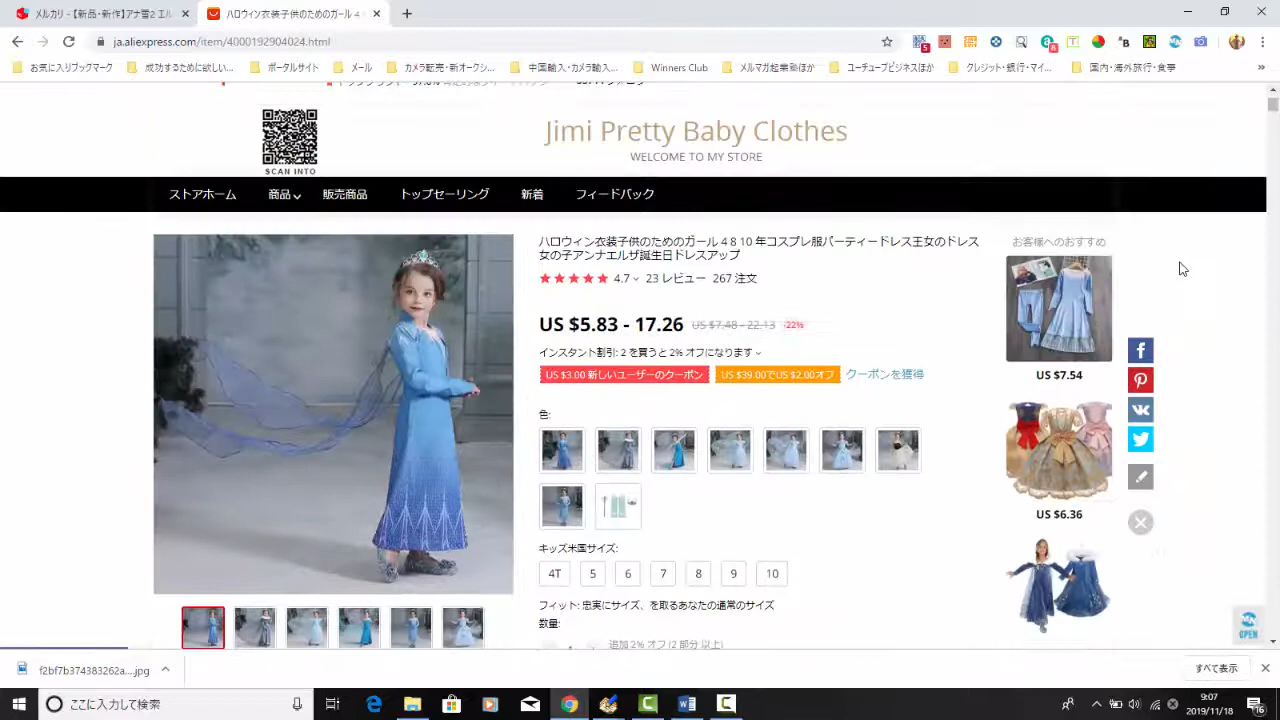 メルカリ - 【新品・新作】アナ雪2 エル
ハロウィン衣装子供のためのガール 4
ja.aliexpress.com/item/4000192904024.html
お気に入りブックマーク
成功するために欲しい...
ポータルサイト
メール
カメラ転売・新オークシ...
中国輸入・カメラ輸入...
Winners Club
メルマガ起業塾ほか
ユーチューブビジネスほか
クレジット・銀行・マイ...
国内・海外旅行・食事
Jimi Pretty Baby Clothes
WELCOME TO MY STORE
SCAN INTO
ストアホーム 商品 販売商品 トップセーリング 新着 フィードバック
ハロウィン衣装子供のためのガール 4 8 10 年コスプレ服パーティードレス王女のドレス
女の子アンナエルザ誕生日ドレスアップ
4.7 23 レビュー 267 注文
US $5.83 - 17.26 US $7.48 - 22.13 -22%
インスタント割引: 2 を買うと 2% オフになります
US $3.00 新しいユーザーのクーポン US $39.00でUS $2.00オフ クーポンを獲得
色:
キッズ米国サイズ:
4T 5 6 7 8 9 10
フィット: 忠実にサイズ、を取るあなたの通常のサイズ
数量:
追加 2% オフ (2 部分 以上)
お客様へのおすすめ
US $7.54
US $6.36
OPEN
f2bf7b374383262a....jpg
すべて表示
ここに入力して検索
9:07
2019/11/18
16